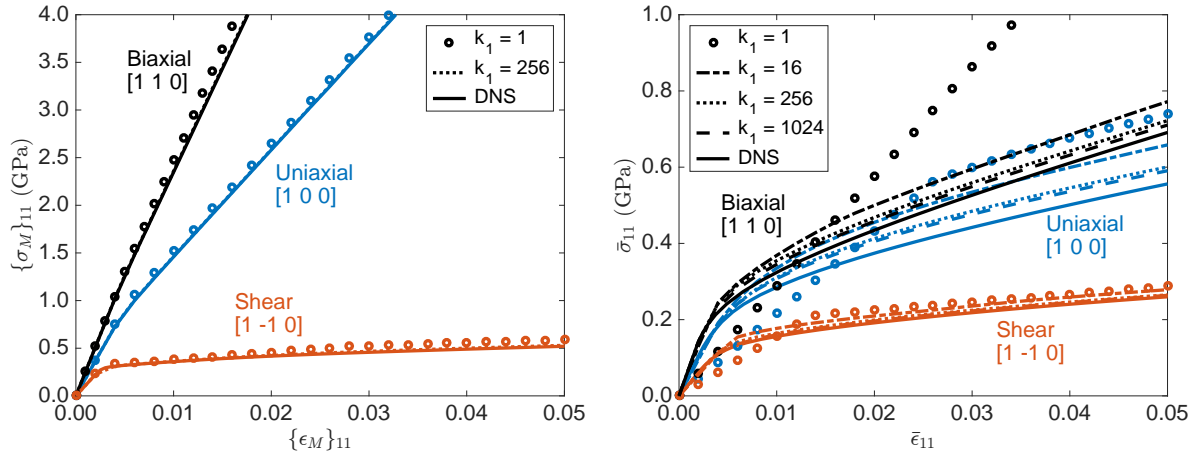 4.0
3.5
3.0
2.5
2.0
1.5
1.0
0.5
0.0
{σ_M}₁₁ (GPa)
Biaxial
[1 1 0]
Uniaxial
[1 0 0]
Shear
[1 -1 0]
k₁ = 1
k₁ = 256
DNS
0.00 0.01 0.02 0.03 0.04 0.05
{ϵ_M}₁₁
1.0
0.8
0.6
0.4
0.2
0.0
σ̄₁₁ (GPa)
k₁ = 1
k₁ = 16
k₁ = 256
k₁ = 1024
DNS
Biaxial
[1 1 0]
Uniaxial
[1 0 0]
Shear
[1 -1 0]
0.00 0.01 0.02 0.03 0.04 0.05
ϵ̄₁₁